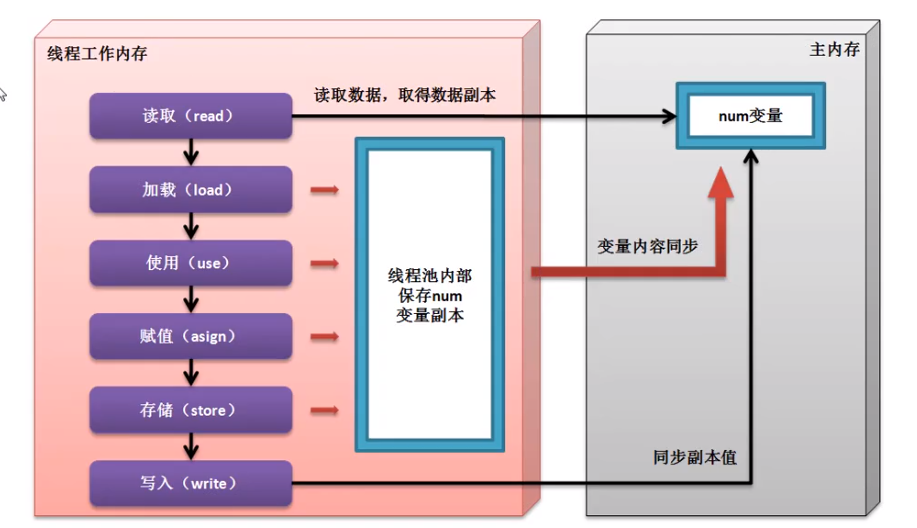 线程工作内存
主内存
读取数据，取得数据副本
读取（read）
num变量
加载（load）
使用（use）
变量内容同步
线程池内部
保存num
变量副本
赋值（asign）
存储（store）
同步副本值
写入（write）